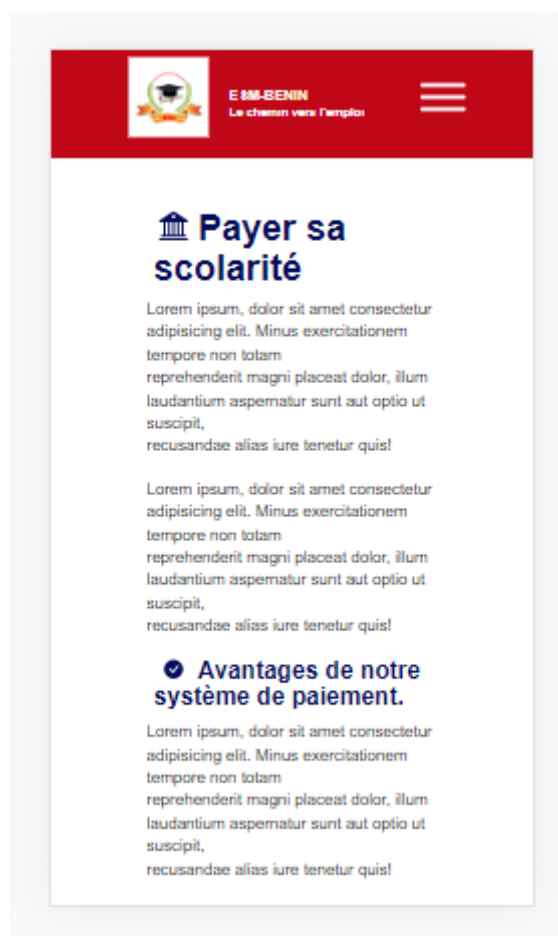 BENIN
Le chemin vers l'emploi
Payer sa
scolarité
Lorem ipsum, dolor sit amet consectetur
adipisicing elit. Minus exercitationem
tempore non totam
reprehenderit magni placeat dolor, illum
laudantium aspernatur sunt aut optio ut
suscipit,
recusandae alias iure tenetur quis!
Lorem ipsum, dolor sit amet consectetur
adipisicing elit. Minus exercitationem
tempore non totam
reprehenderit magni placeat dolor, illum
laudantium aspernatur sunt aut optio ut
suscipit,
recusandae alias iure tenetur quis!
Avantages de notre
système de paiement.
Lorem ipsum, dolor sit amet consectetur
adipisicing elit. Minus exercitationem
tempore non totam
reprehenderit magni placeat dolor, illum
laudantium aspernatur sunt aut optio ut
suscipit,
recusandae alias iure tenetur quis!